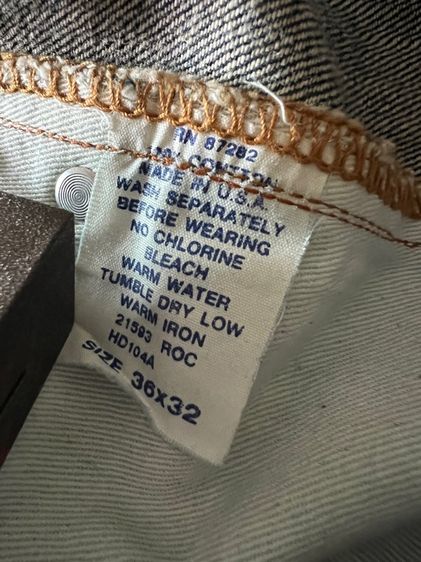 RN 87282
100% COTTON
MADE IN U.S.A.
WASH SEPARATELY
BEFORE WEARING
NO CHLORINE
BLEACH
WARM WATER
TUMBLE DRY LOW
WARM IRON
21593 ROC
HD104A
SIZE 36X32